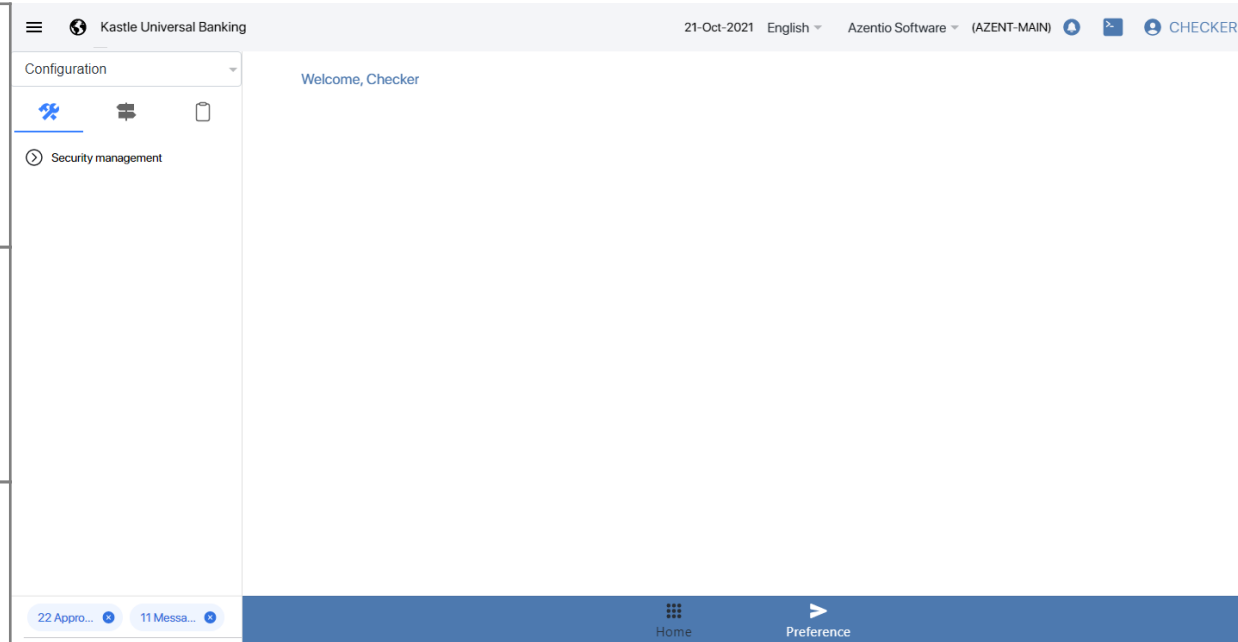 Kastle Universal Banking 21-Oct-2021 English Azentio Software (AZENT-MAIN) CHECKER
Configuration
Welcome, Checker
Security management
22 Appro... 11 Messa...
Home Preference